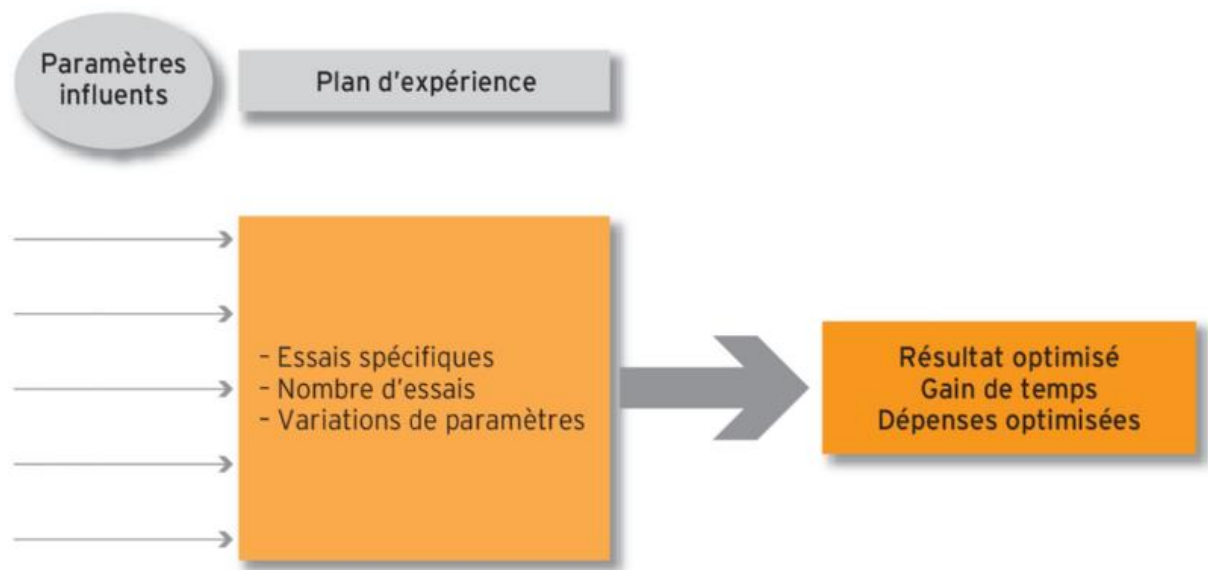 Paramètres
influents
Plan d'expérience
- Essais spécifiques
- Nombre d'essais
- Variations de paramètres
Résultat optimisé
Gain de temps
Dépenses optimisées